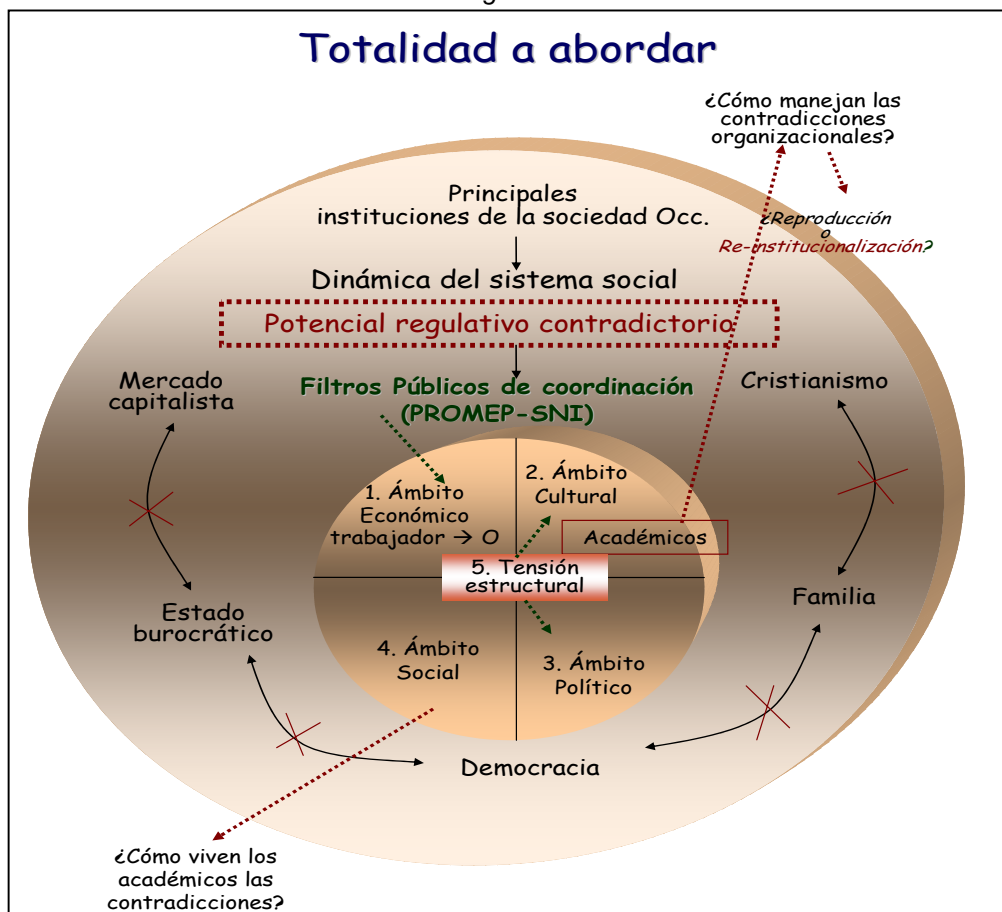 Totalidad a abordar
¿Cómo manejan las
contradicciones
organizacionales?
Principales
instituciones de la sociedad Occ.
¿Reproducción
o
Re-institucionalización?
Dinámica del sistema social
Potencial regulativo contradictorio
Mercado
capitalista
Filtros Públicos de coordinación
(PROMEP-SNI)
Cristianismo
1. Ámbito
Económico
trabajador → O
2. Ámbito
Cultural
Académicos
5. Tensión
estructural
Estado
burocrático
Familia
4. Ámbito
Social
3. Ámbito
Político
Democracia
¿Cómo viven los
académicos las
contradicciones?